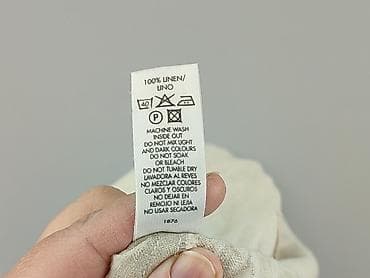 100% LINEN/
LINO
40
P
MACHINE WASH
INSIDE OUT
DO NOT MIX LIGHT
AND DARK COLOURS
DO NOT SOAK
OR BLEACH
DO NOT TUMBLE DRY
LAVADORA AL REVES
NO MEZCLAR COLORES
CLAROS Y OSCUROS
NO DEJAR EN
REMOJO NI LEJA
NO USAR SECADORA
1876